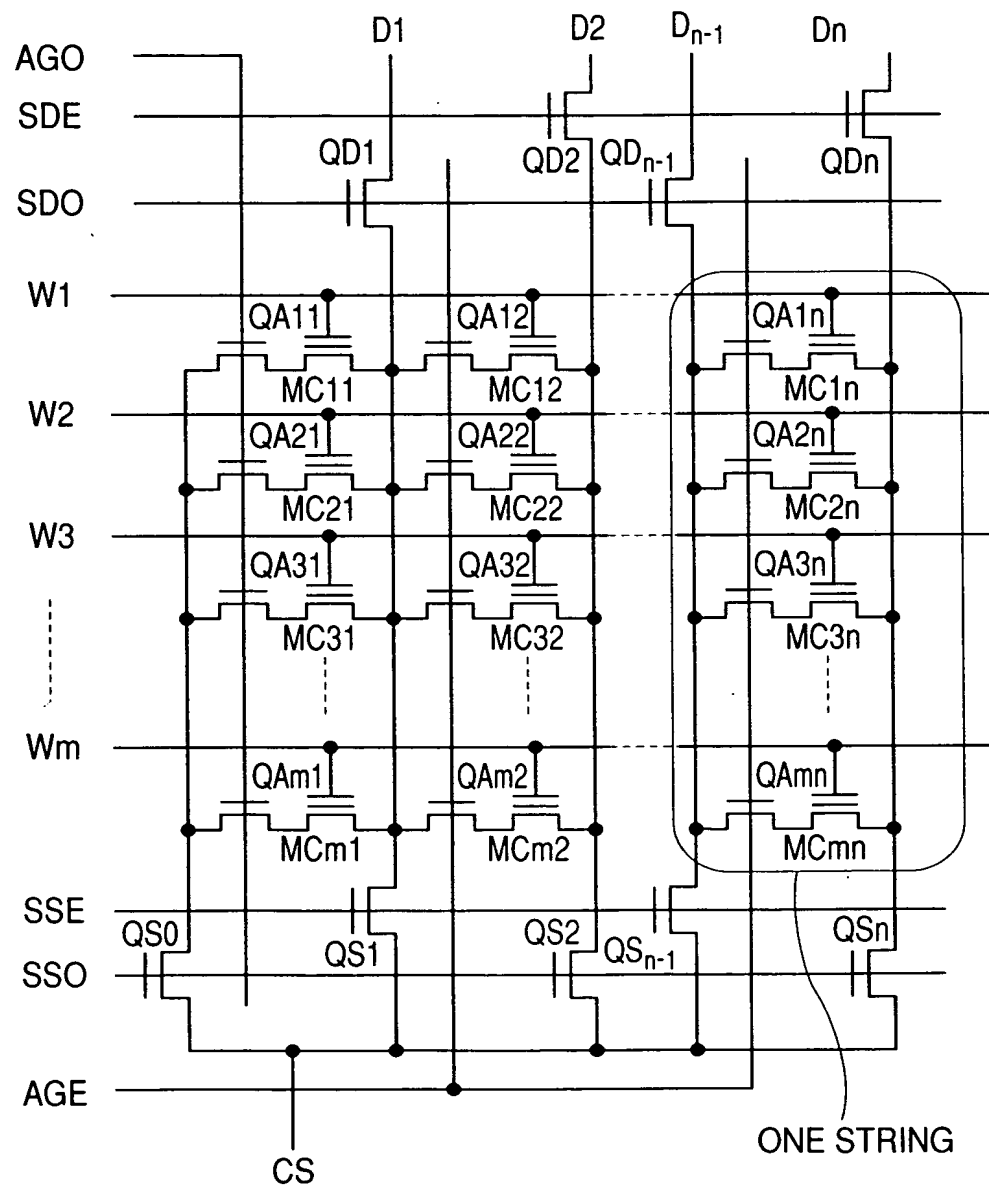 D1 D2 Dn-1 Dn
AGO
SDE
QD1 QD2 QDn-1 QDn
SDO
W1
QA11 QA12 QA1n
MC11 MC12 MC1n
W2
QA21 QA22 QA2n
MC21 MC22 MC2n
W3
QA31 QA32 QA3n
MC31 MC32 MC3n
Wm
QAm1 QAm2 QAmn
MCm1 MCm2 MCmn
SSE
QS0 QS1 QS2 QSn-1 QSn
SSO
AGE
ONE STRING
CS